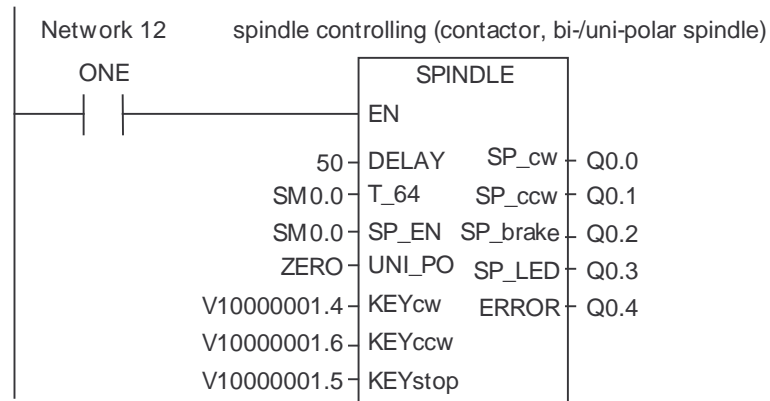 Network 12 spindle controlling (contactor, bi-/uni-polar spindle)
ONE SPINDLE
EN
50 DELAY SP_cw Q0.0
SM0.0 T_64 SP_ccw Q0.1
SM0.0 SP_EN SP_brake Q0.2
ZERO UNI_PO SP_LED Q0.3
V10000001.4 KEYcw ERROR Q0.4
V10000001.6 KEYccw
V10000001.5 KEYstop